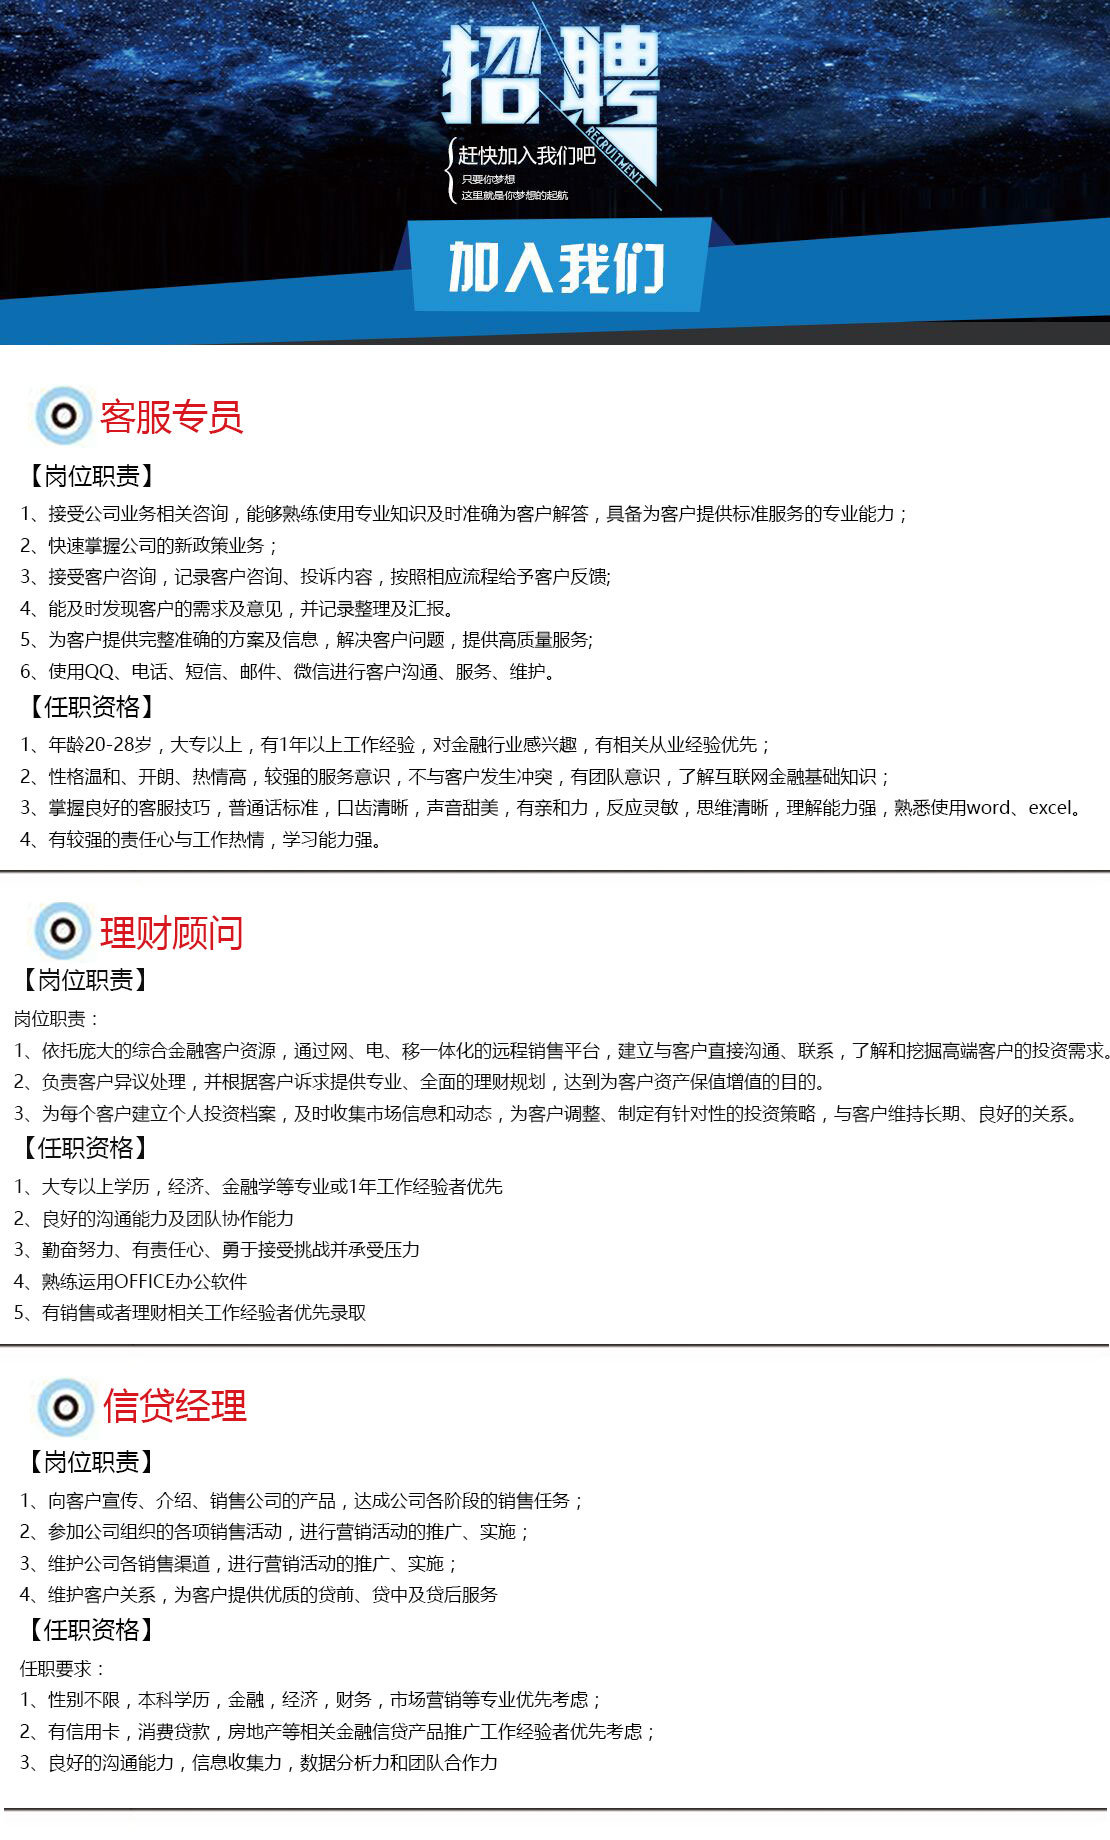 招聘
RECRUITMENT
赶快加入我们吧
只要你梦想
这里就是你梦想的起航
加入我们
客服专员
【岗位职责】
1、接受公司业务相关咨询，能够熟练使用专业知识及时准确为客户解答，具备为客户提供标准服务的专业能力；
2、快速掌握公司的新政策业务；
3、接受客户咨询，记录客户咨询、投诉内容，按照相应流程给予客户反馈;
4、能及时发现客户的需求及意见，并记录整理及汇报。
5、为客户提供完整准确的方案及信息，解决客户问题，提供高质量服务;
6、使用QQ、电话、短信、邮件、微信进行客户沟通、服务、维护。
【任职资格】
1、年龄20-28岁，大专以上，有1年以上工作经验，对金融行业感兴趣，有相关从业经验优先；
2、性格温和、开朗、热情高，较强的服务意识，不与客户发生冲突，有团队意识，了解互联网金融基础知识；
3、掌握良好的客服技巧，普通话标准，口齿清晰，声音甜美，有亲和力，反应灵敏，思维清晰，理解能力强，熟悉使用word、excel。
4、有较强的责任心与工作热情，学习能力强。
理财顾问
【岗位职责】
岗位职责：
1、依托庞大的综合金融客户资源，通过网、电、移一体化的远程销售平台，建立与客户直接沟通、联系，了解和挖掘高端客户的投资需求。
2、负责客户异议处理，并根据客户诉求提供专业、全面的理财规划，达到为客户资产保值增值的目的。
3、为每个客户建立个人投资档案，及时收集市场信息和动态，为客户调整、制定有针对性的投资策略，与客户维持长期、良好的关系。
【任职资格】
1、大专以上学历，经济、金融学等专业或1年工作经验者优先
2、良好的沟通能力及团队协作能力
3、勤奋努力、有责任心、勇于接受挑战并承受压力
4、熟练运用OFFICE办公软件
5、有销售或者理财相关工作经验者优先录取
信贷经理
【岗位职责】
1、向客户宣传、介绍、销售公司的产品，达成公司各阶段的销售任务；
2、参加公司组织的各项销售活动，进行营销活动的推广、实施；
3、维护公司各销售渠道，进行营销活动的推广、实施；
4、维护客户关系，为客户提供优质的贷前、贷中及贷后服务
【任职资格】
任职要求：
1、性别不限，本科学历，金融，经济，财务，市场营销等专业优先考虑；
2、有信用卡，消费贷款，房地产等相关金融信贷产品推广工作经验者优先考虑；
3、良好的沟通能力，信息收集力，数据分析力和团队合作力